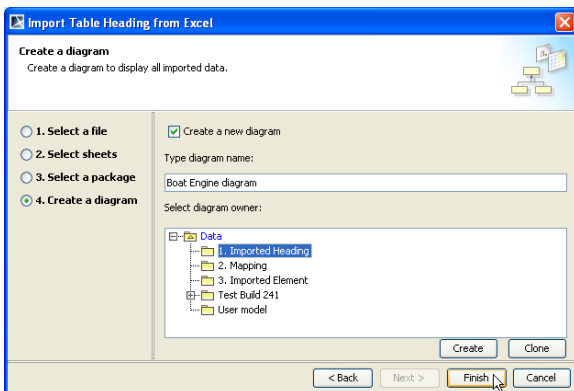 Import Table Heading from Excel
Create a diagram
Create a diagram to display all imported data.
1. Select a file
2. Select sheets
3. Select a package
4. Create a diagram
Create a new diagram
Type diagram name:
Boat Engine diagram
Select diagram owner:
Data
1. Imported Heading
2. Mapping
3. Imported Element
Test Build 241
User model
Create Clone
< Back Next > Finish Cancel